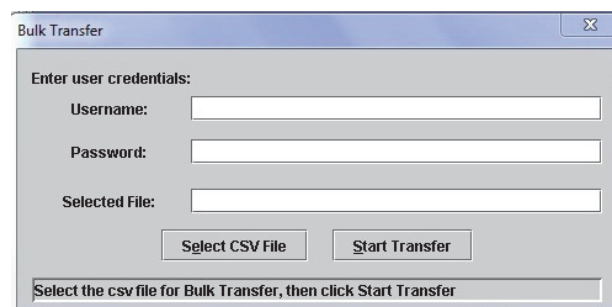 Bulk Transfer
Enter user credentials:
Username:
Password:
Selected File:
Select CSV File Start Transfer
Select the csv file for Bulk Transfer, then click Start Transfer